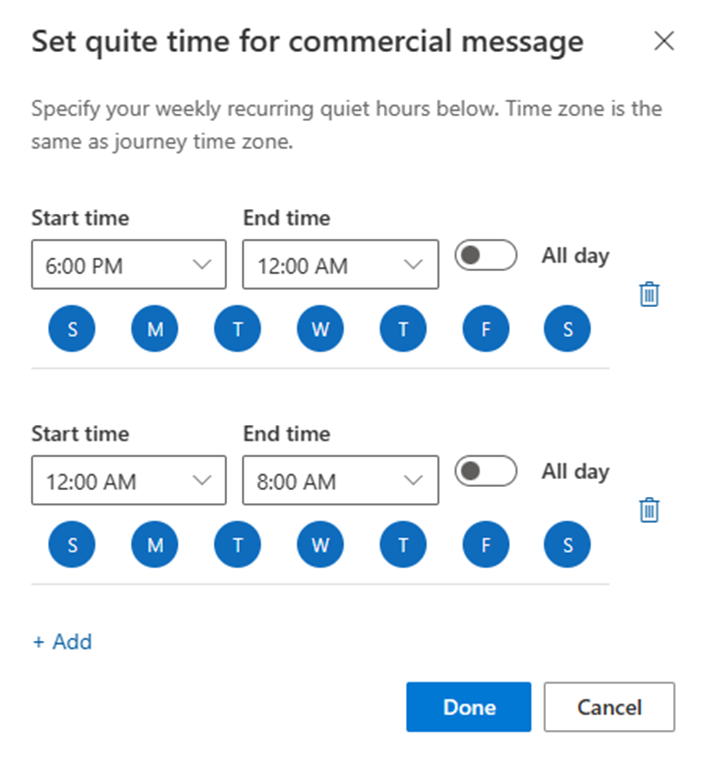 Set quite time for commercial message
Specify your weekly recurring quiet hours below. Time zone is the
same as journey time zone.
Start time End time
6:00 PM 12:00 AM All day
S M T W T F S
Start time End time
12:00 AM 8:00 AM All day
S M T W T F S
+ Add
Done Cancel